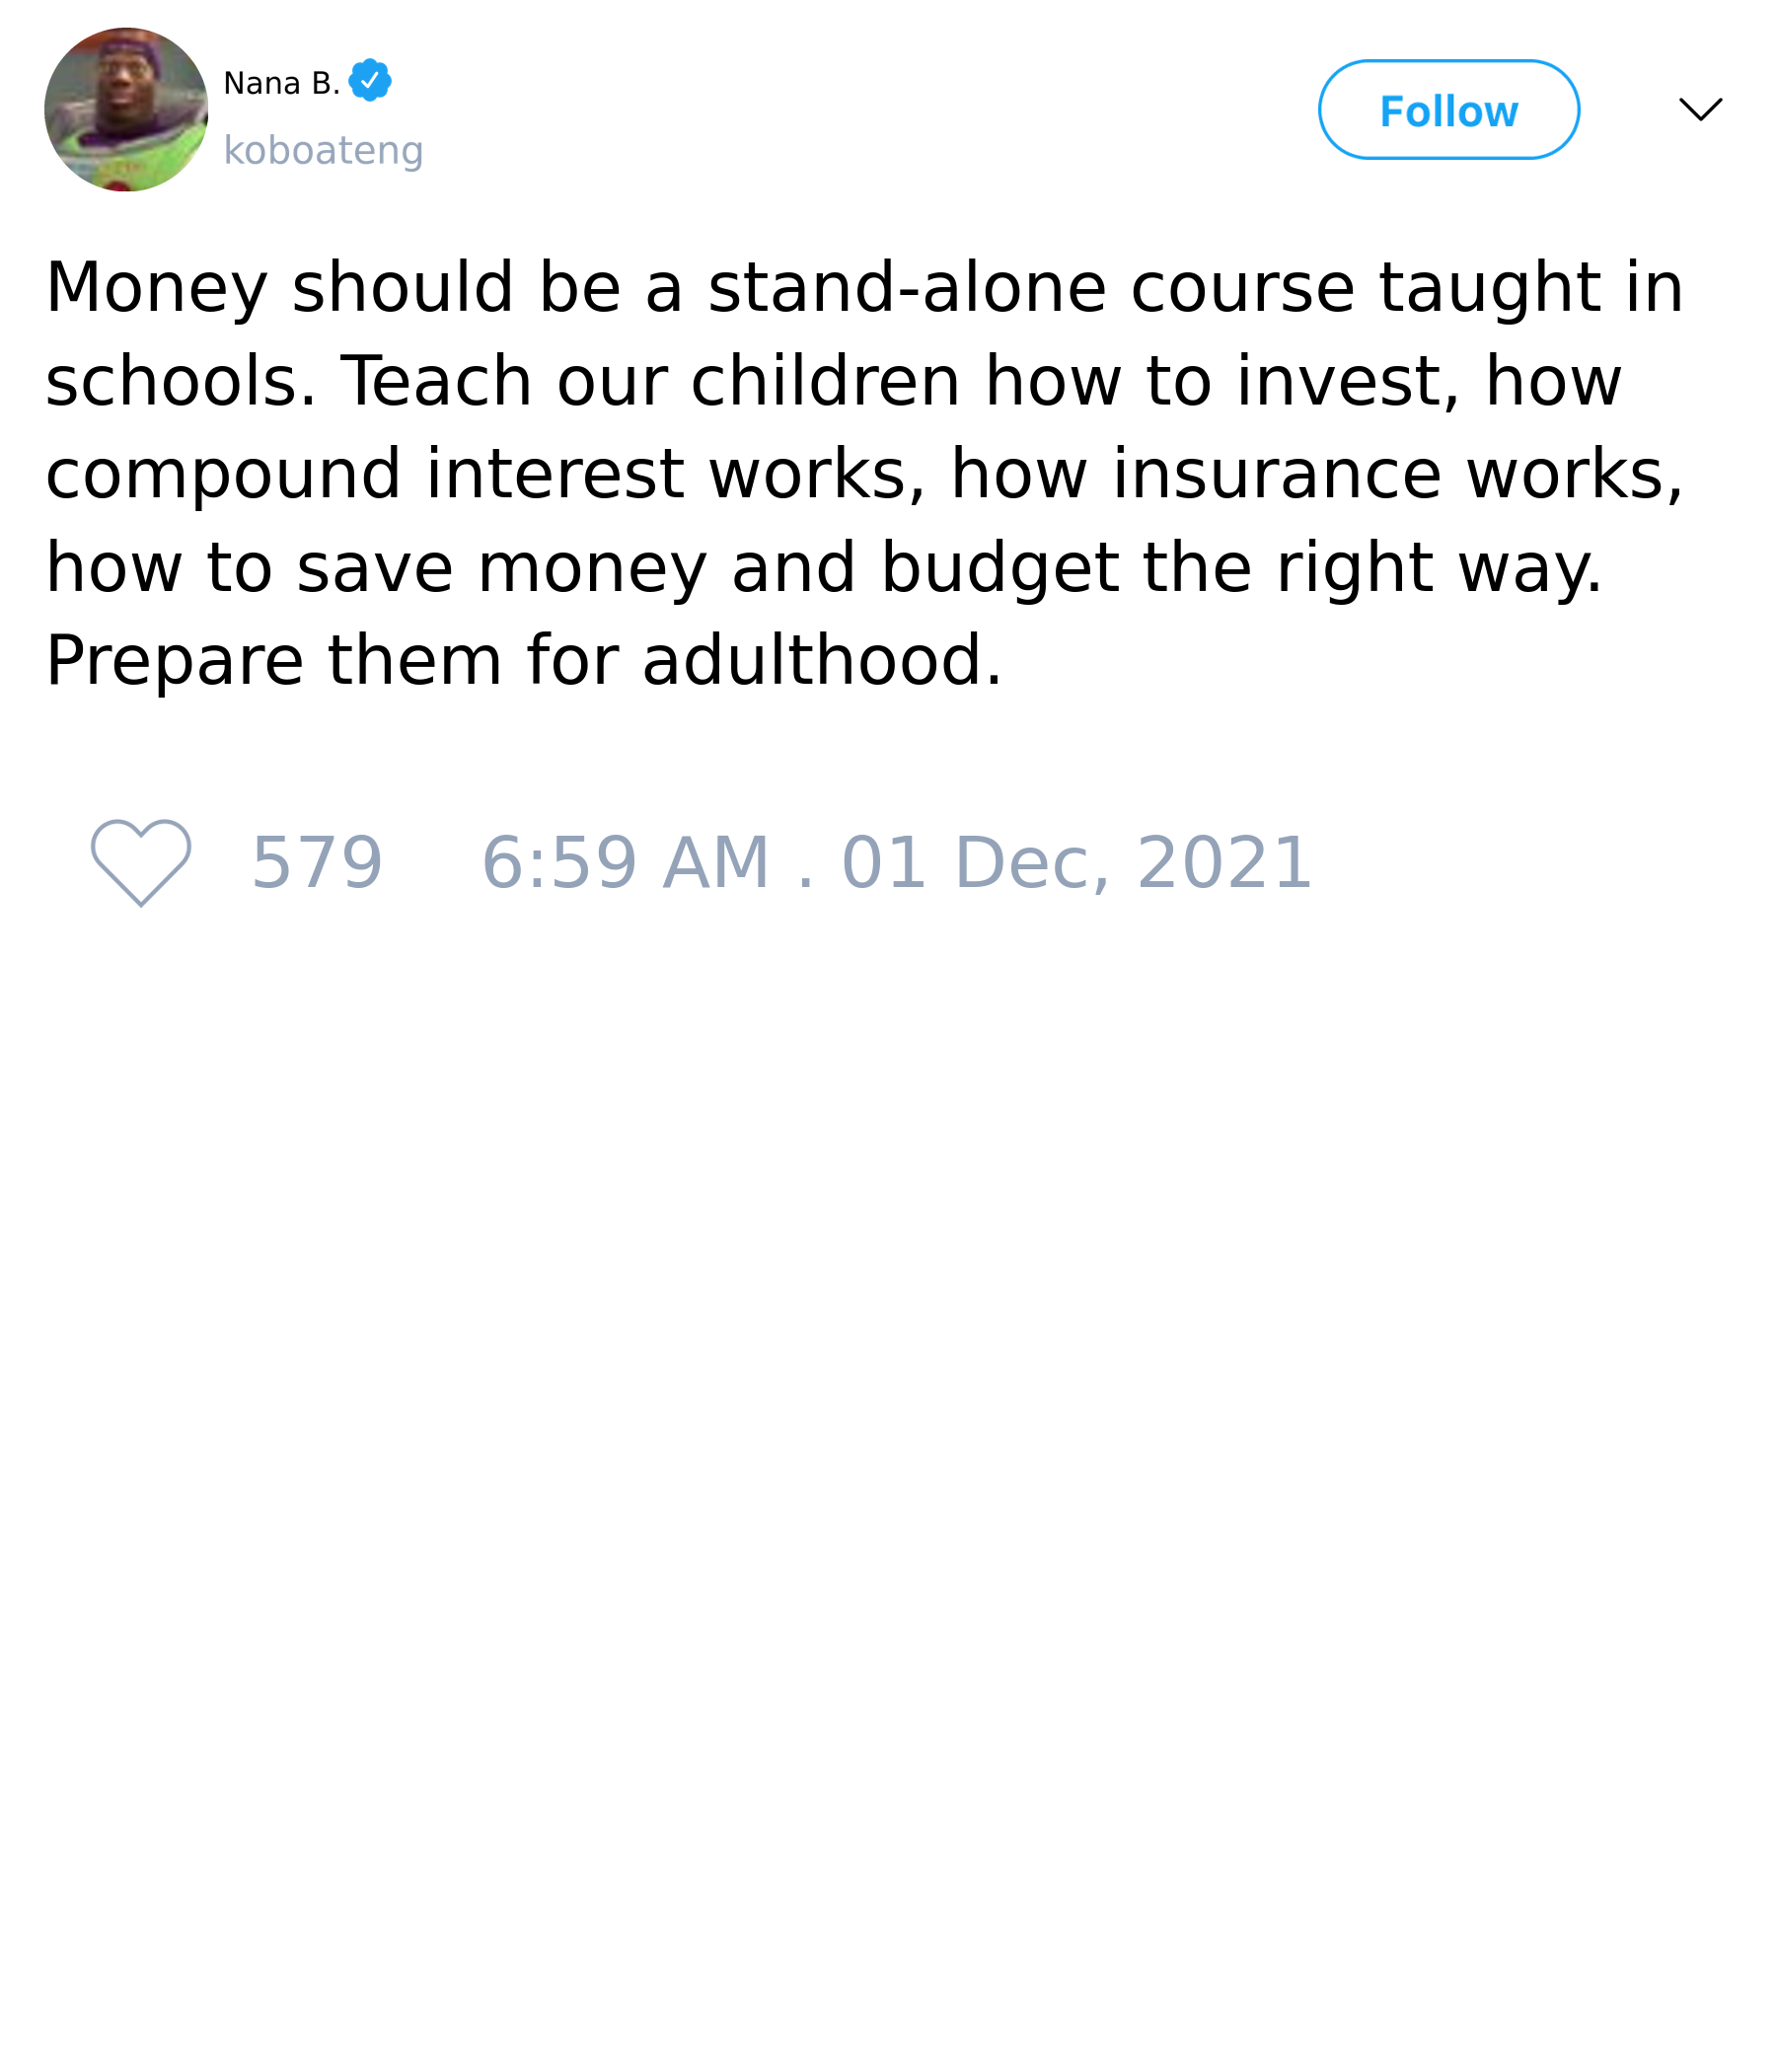 Nana B.
koboateng
Follow
Money should be a stand-alone course taught in
schools. Teach our children how to invest, how
compound interest works, how insurance works,
how to save money and budget the right way.
Prepare them for adulthood.
579 6:59 AM . 01 Dec, 2021